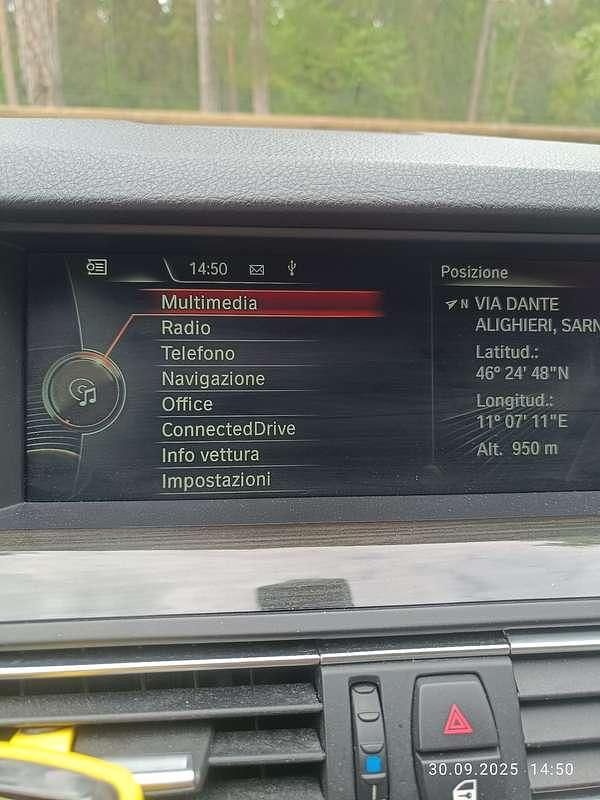 14:50
Multimedia
Radio
Telefono
Navigazione
Office
ConnectedDrive
Info vettura
Impostazioni
Posizione
N VIA DANTE
ALIGHIERI, SARN
Latitud.:
46° 24' 48"N
Longitud.:
11° 07' 11"E
Alt. 950 m
30.09.2025 14:50